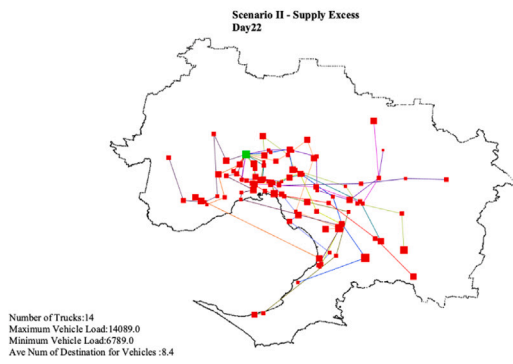 Scenario II - Supply Excess
Day22
Number of Trucks:14
Maximum Vehicle Load:14089.0
Minimum Vehicle Load:6789.0
Ave Num of Destination for Vehicles :8.4